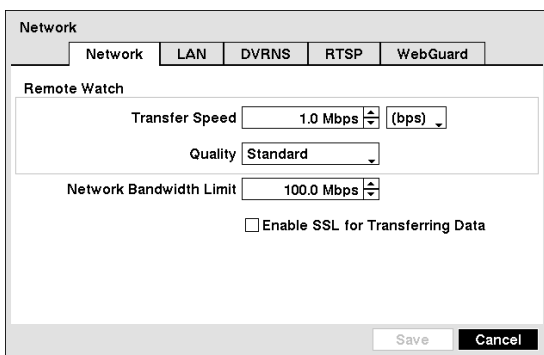 Network
Network LAN DVRNS RTSP WebGuard
Remote Watch
Transfer Speed 1.0 Mbps (bps)
Quality Standard
Network Bandwidth Limit 100.0 Mbps
Enable SSL for Transferring Data
Save Cancel